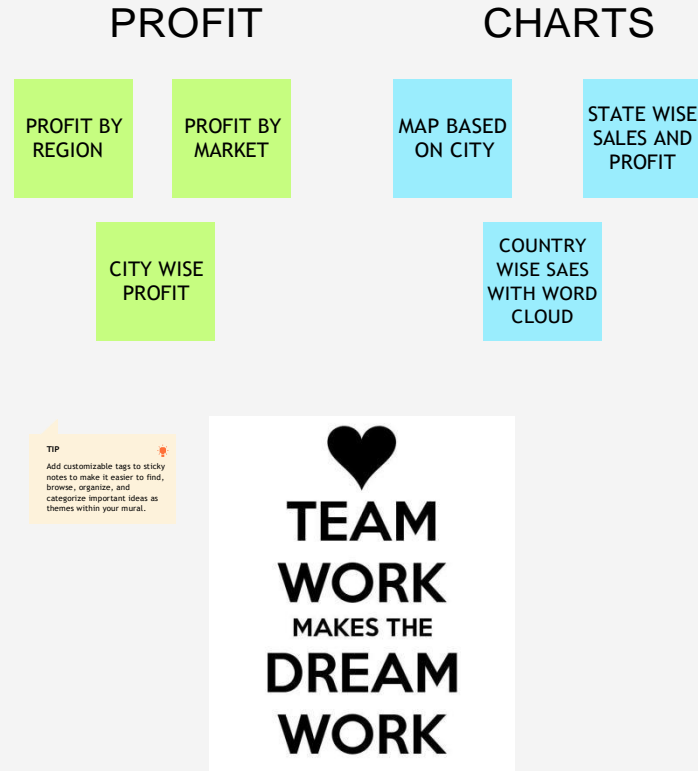 PROFIT
CHARTS
PROFIT BY
REGION
PROFIT BY
MARKET
CITY WISE
PROFIT
MAP BASED
ON CITY
STATE WISE
SALES AND
PROFIT
COUNTRY
WISE SAES
WITH WORD
CLOUD
TIP
Add customizable tags to sticky
notes to make it easier to find,
browse, organize, and
categorize important ideas as
themes within your mural.
TEAM
WORK
MAKES THE
DREAM
WORK